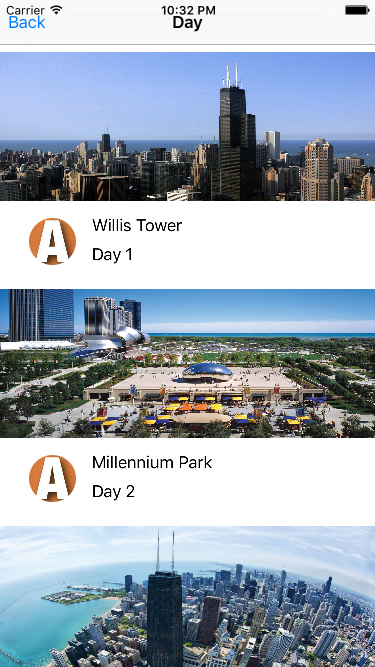 Carrier 10:32 PM
Back Day
A Willis Tower
Day 1
A Millennium Park
Day 2